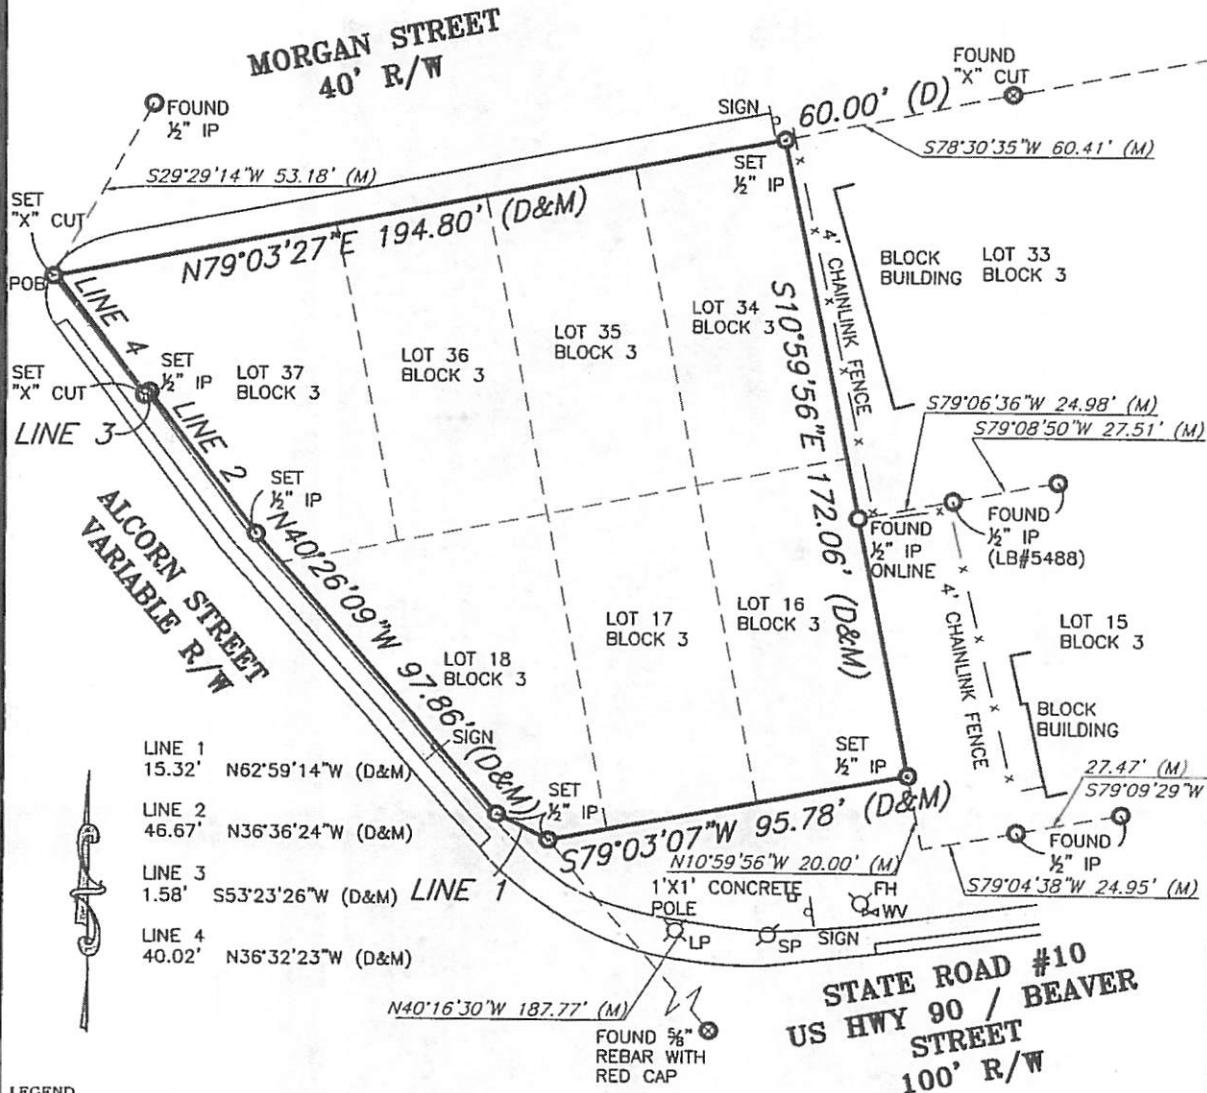 MORGAN STREET
40' R/W
FOUND
½" IP
S29°29'14"W 53.18' (M)
SET
"X" CUT
POB
N79°03'27"E 194.80' (D&M)
SIGN
60.00' (D)
FOUND
"X" CUT
S78°30'35"W 60.41' (M)
SET
½" IP
4' CHAINLINK FENCE
BLOCK
BUILDING
LOT 33
BLOCK 3
S10°59'56"E 172.06' (D&M)
LOT 34
BLOCK 3
LOT 35
BLOCK 3
LOT 36
BLOCK 3
LOT 37
BLOCK 3
LINE 4
SET
½" IP
SET
"X" CUT
LINE 3
LINE 2
SET
½" IP
S79°06'36"W 24.98' (M)
S79°08'50"W 27.51' (M)
FOUND
½" IP
ONLINE
FOUND
½" IP
(LB#5488)
ALCORN STREET
VARIABLE R/W
N40°26'09"W 97.86' (D&M)
LOT 18
BLOCK 3
LOT 17
BLOCK 3
LOT 16
BLOCK 3
4' CHAINLINK FENCE
LOT 15
BLOCK 3
BLOCK
BUILDING
SIGN
SET
½" IP
SET
½" IP
27.47' (M)
S79°09'29"W
S79°03'07"W 95.78' (D&M)
N10°59'56"W 20.00' (M)
FOUND
½" IP
S79°04'38"W 24.95' (M)
LINE 1
15.32' N62°59'14"W (D&M)
LINE 2
46.67' N36°36'24"W (D&M)
LINE 3
1.58' S53°23'26"W (D&M)
LINE 4
40.02' N36°32'23"W (D&M)
LINE 1
1'X1' CONCRETE
POLE
LP
SP
SIGN
FH
WV
N40°16'30"W 187.77' (M)
FOUND ⅝"
REBAR WITH
RED CAP
STATE ROAD #10
US HWY 90 / BEAVER
STREET
100' R/W
LEGEND